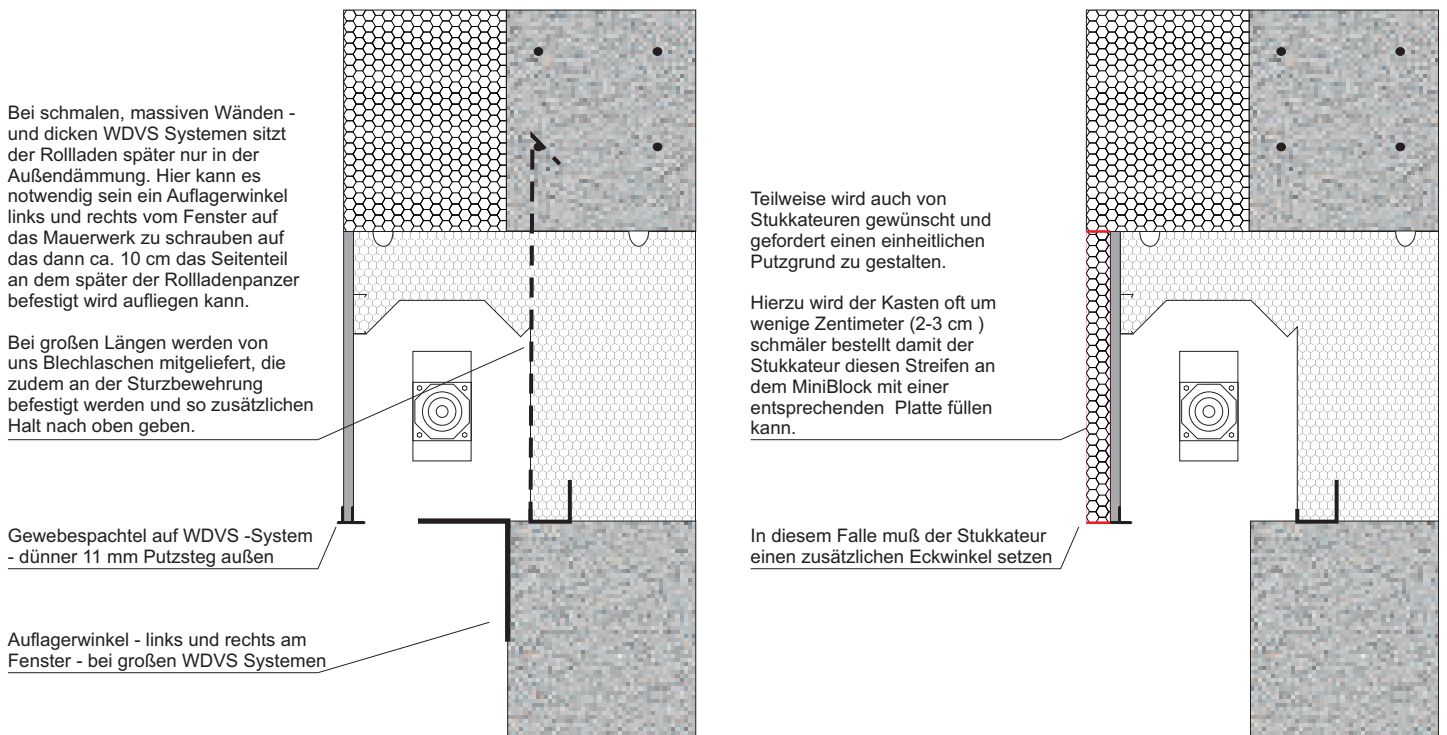 Bei schmalen, massiven Wänden -
und dicken WDVS Systemen sitzt
der Rollladen später nur in der
Außendämmung. Hier kann es
notwendig sein ein Auflagerwinkel
links und rechts vom Fenster auf
das Mauerwerk zu schrauben auf
das dann ca. 10 cm das Seitenteil
an dem später der Rollladenpanzer
befestigt wird aufliegen kann.
Bei großen Längen werden von
uns Blechlaschen mitgeliefert, die
zudem an der Sturzbewehrung
befestigt werden und so zusätzlichen
Halt nach oben geben.
Gewebespachtel auf WDVS -System
- dünner 11 mm Putzsteg außen
Auflagerwinkel - links und rechts am
Fenster - bei großen WDVS Systemen
Teilweise wird auch von
Stukkateuren gewünscht und
gefordert einen einheitlichen
Putzgrund zu gestalten.
Hierzu wird der Kasten oft um
wenige Zentimeter (2-3 cm )
schmäler bestellt damit der
Stukkateur diesen Streifen an
dem MiniBlock mit einer
entsprechenden  Platte füllen
kann.
In diesem Falle muß der Stukkateur
einen zusätzlichen Eckwinkel setzen